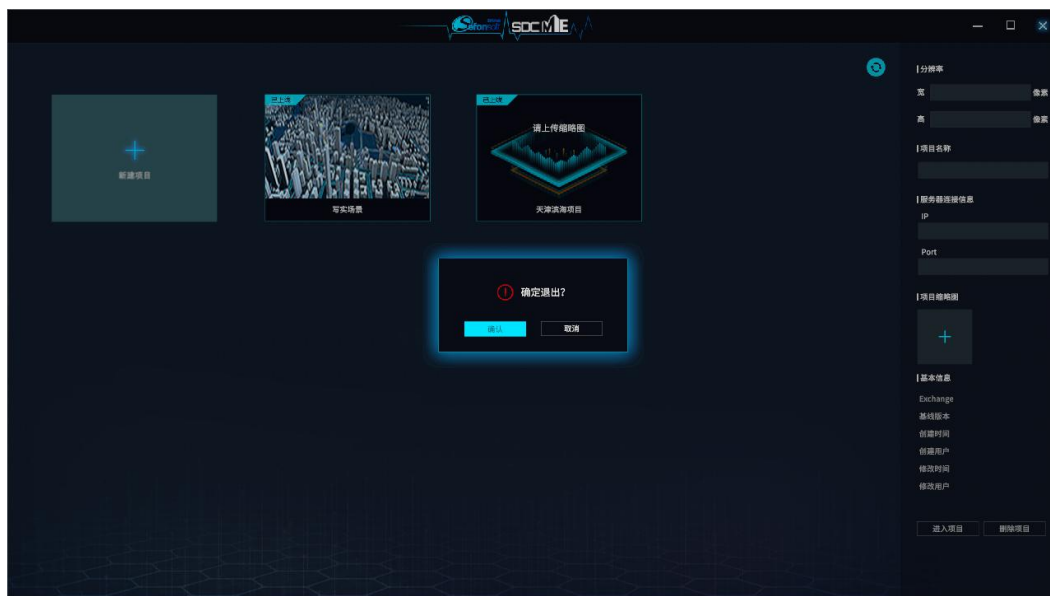 Safonsoft SDC MIE
新建项目
已上传
写实场景
已上传
请上传缩略图
天津滨海项目
确定退出?
确认
取消
分辨率
宽 像素
高 像素
项目名称
服务器连接信息
IP
Port
项目缩略图
基本信息
Exchange
基线版本
创建时间
创建用户
修改时间
修改用户
进入项目 删除项目